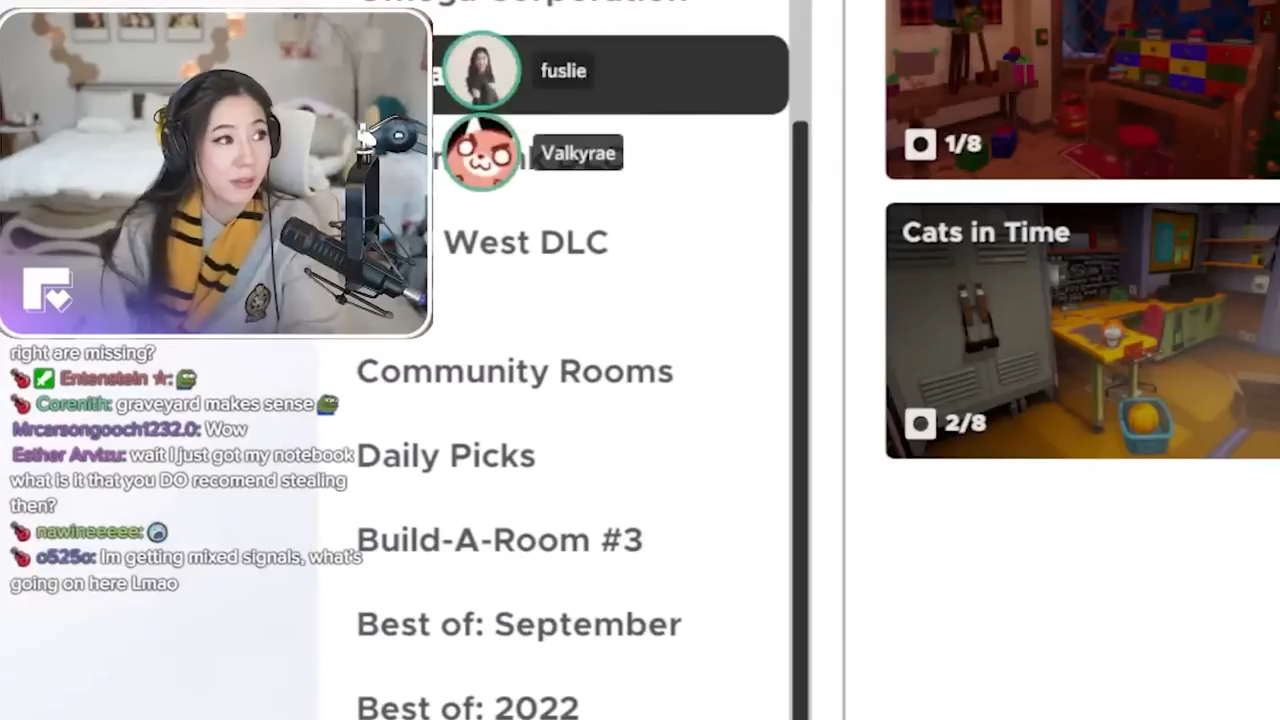 Omega Corporation
fuslie
Valkyrae
West DLC
Community Rooms
Daily Picks
Build-A-Room #3
Best of: September
Best of: 2022
1/8
Cats in Time
2/8
right are missing?
Entenstein ☆:
Corenith: graveyard makes sense
Mrcarsongooch1232.0: Wow
Esther Arvizu: wait I just got my notebook
what is it that you DO recomend stealing
then?
nawineeeee:
o525o: Im getting mixed signals, what's
going on here Lmao